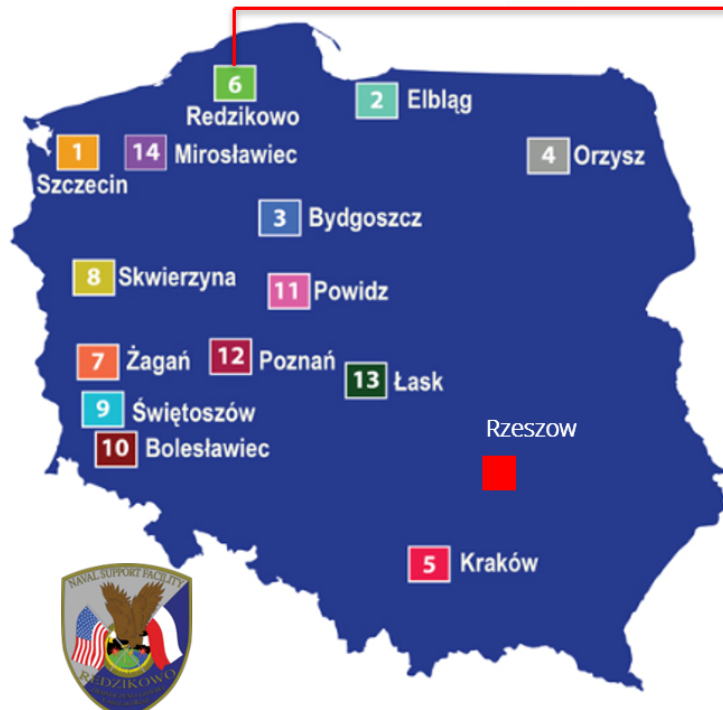 6
Redzikowo
2 Elbląg
1
Szczecin
14 Mirosławiec
4 Orzysz
3 Bydgoszcz
8 Skwierzyna
11 Powidz
7 Żagań
12 Poznań
13 Łask
9 Świętoszów
10 Bolesławiec
Rzeszow
5 Kraków
NAVAL SUPPORT FACILITY
REDZIKOWO